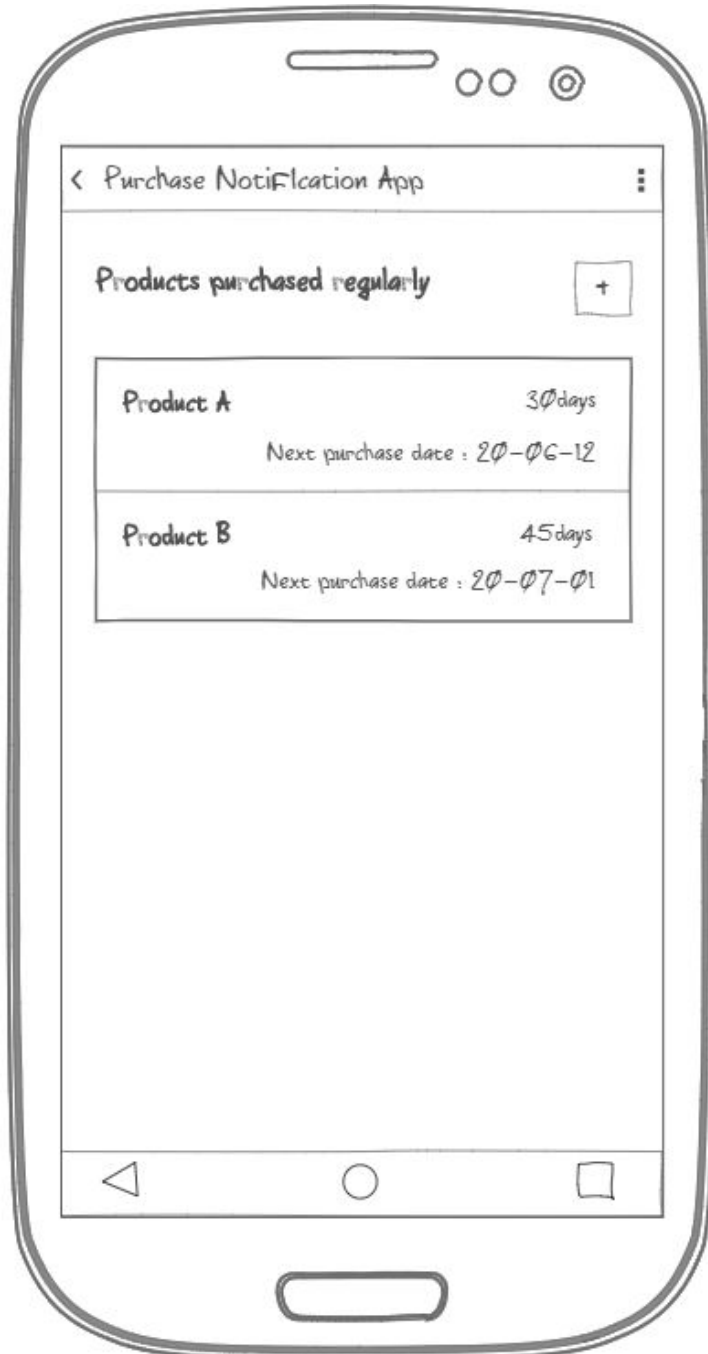 < Purchase Notification App
Products purchased regularly +
Product A 30days
Next purchase date : 20-06-12
Product B 45days
Next purchase date : 20-07-01